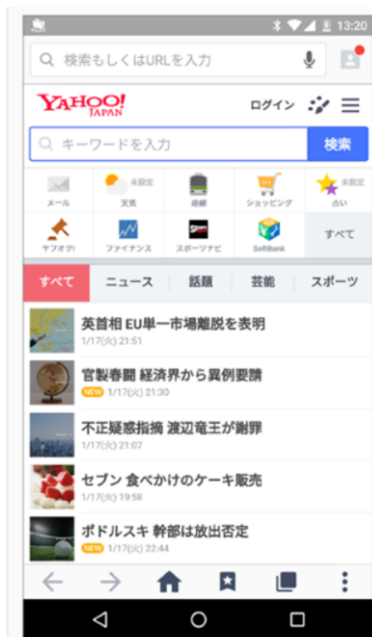 13:20
検索もしくはURLを入力
YAHOO!
JAPAN
ログイン
キーワードを入力
検索
未設定
未設定
メール
天気
路線
ショッピング
占い
ヤフオク!
ファイナンス
スポーツナビ
SoftBank
すべて
すべて
ニュース
話題
芸能
スポーツ
英首相 EU単一市場離脱を表明
1/17(火) 21:51
官製春闘 経済界から異例要請
NEW 1/17(火) 21:30
不正疑惑指摘 渡辺竜王が謝罪
1/17(火) 21:07
セブン 食べかけのケーキ販売
1/17(火) 19:58
ポドルスキ 幹部は放出否定
NEW 1/17(火) 22:44